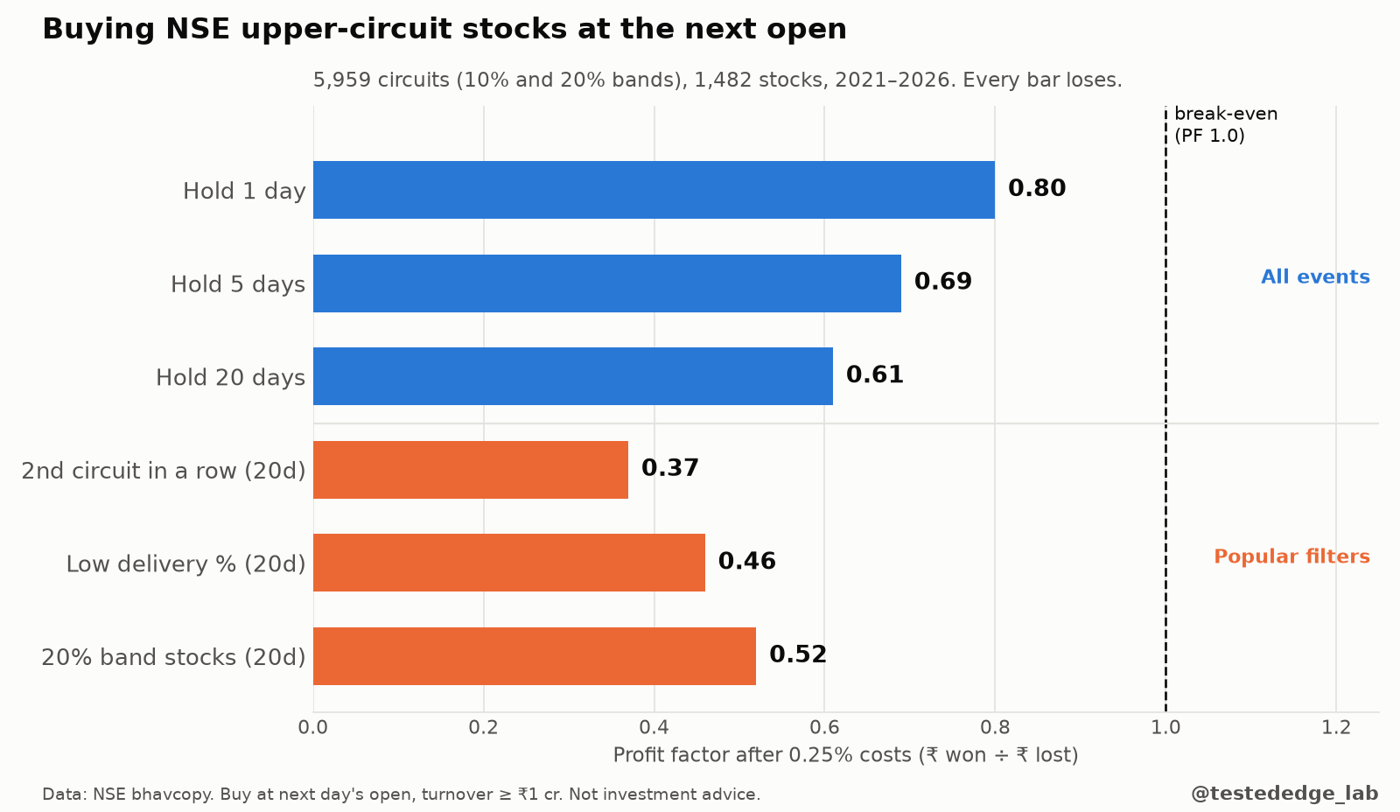 Buying NSE upper-circuit stocks at the next open
5,959 circuits (10% and 20% bands), 1,482 stocks, 2021–2026. Every bar loses.
break-even
(PF 1.0)
Hold 1 day
0.80
All events
Hold 5 days
0.69
Hold 20 days
0.61
2nd circuit in a row (20d)
0.37
Popular filters
Low delivery % (20d)
0.46
20% band stocks (20d)
0.52
0.0 0.2 0.4 0.6 0.8 1.0 1.2
Profit factor after 0.25% costs (₹ won ÷ ₹ lost)
Data: NSE bhavcopy. Buy at next day's open, turnover ≥ ₹1 cr. Not investment advice.
@testededge_lab